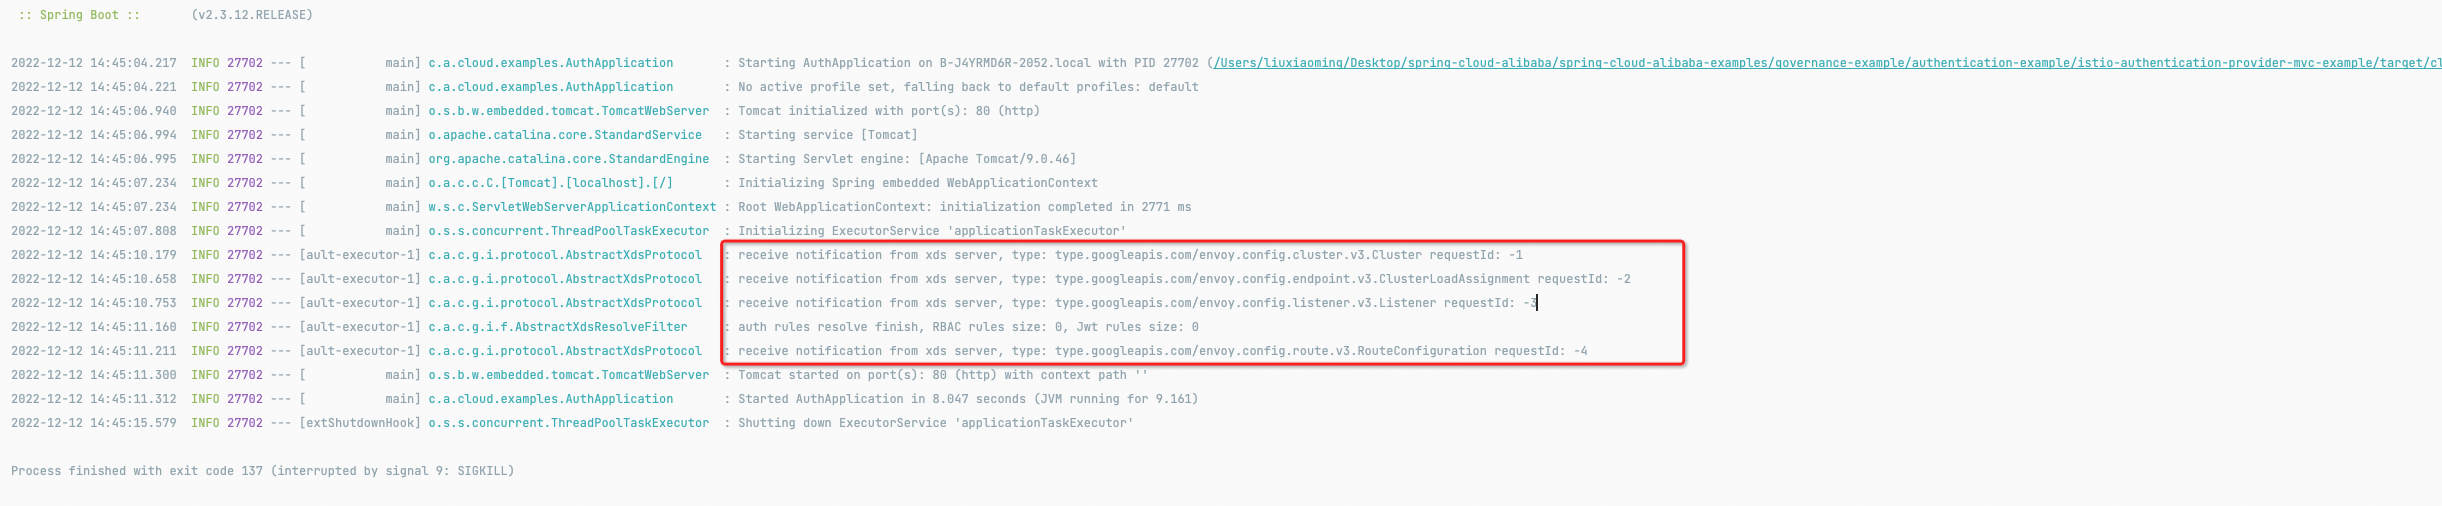 :: Spring Boot :: (v2.3.12.RELEASE)
2022-12-12 14:45:04.217 INFO 27702 --- [ main] c.a.cloud.examples.AuthApplication : Starting AuthApplication on B-J4YRMD6R-2052.local with PID 27702 (/Users/liuxiaoming/Desktop/spring-cloud-alibaba/spring-cloud-alibaba-examples/governance-example/authentication-example/istio-authentication-provider-mvc-example/target/cl
2022-12-12 14:45:04.221 INFO 27702 --- [ main] c.a.cloud.examples.AuthApplication : No active profile set, falling back to default profiles: default
2022-12-12 14:45:06.940 INFO 27702 --- [ main] o.s.b.w.embedded.tomcat.TomcatWebServer : Tomcat initialized with port(s): 80 (http)
2022-12-12 14:45:06.994 INFO 27702 --- [ main] o.apache.catalina.core.StandardService : Starting service [Tomcat]
2022-12-12 14:45:06.995 INFO 27702 --- [ main] org.apache.catalina.core.StandardEngine : Starting Servlet engine: [Apache Tomcat/9.0.46]
2022-12-12 14:45:07.234 INFO 27702 --- [ main] o.a.c.c.C.[Tomcat].[localhost].[/] : Initializing Spring embedded WebApplicationContext
2022-12-12 14:45:07.234 INFO 27702 --- [ main] w.s.c.ServletWebServerApplicationContext : Root WebApplicationContext: initialization completed in 2771 ms
2022-12-12 14:45:07.808 INFO 27702 --- [ main] o.s.s.concurrent.ThreadPoolTaskExecutor : Initializing ExecutorService 'applicationTaskExecutor'
2022-12-12 14:45:10.179 INFO 27702 --- [ault-executor-1] c.a.c.g.i.protocol.AbstractXdsProtocol : receive notification from xds server, type: type.googleapis.com/envoy.config.cluster.v3.Cluster requestId: -1
2022-12-12 14:45:10.658 INFO 27702 --- [ault-executor-1] c.a.c.g.i.protocol.AbstractXdsProtocol : receive notification from xds server, type: type.googleapis.com/envoy.config.endpoint.v3.ClusterLoadAssignment requestId: -2
2022-12-12 14:45:10.753 INFO 27702 --- [ault-executor-1] c.a.c.g.i.protocol.AbstractXdsProtocol : receive notification from xds server, type: type.googleapis.com/envoy.config.listener.v3.Listener requestId: -3
2022-12-12 14:45:11.160 INFO 27702 --- [ault-executor-1] c.a.c.g.i.f.AbstractXdsResolveFilter : auth rules resolve finish, RBAC rules size: 0, Jwt rules size: 0
2022-12-12 14:45:11.211 INFO 27702 --- [ault-executor-1] c.a.c.g.i.protocol.AbstractXdsProtocol : receive notification from xds server, type: type.googleapis.com/envoy.config.route.v3.RouteConfiguration requestId: -4
2022-12-12 14:45:11.300 INFO 27702 --- [ main] o.s.b.w.embedded.tomcat.TomcatWebServer : Tomcat started on port(s): 80 (http) with context path ''
2022-12-12 14:45:11.312 INFO 27702 --- [ main] c.a.cloud.examples.AuthApplication : Started AuthApplication in 8.047 seconds (JVM running for 9.161)
2022-12-12 14:45:15.579 INFO 27702 --- [extShutdownHook] o.s.s.concurrent.ThreadPoolTaskExecutor : Shutting down ExecutorService 'applicationTaskExecutor'
Process finished with exit code 137 (interrupted by signal 9: SIGKILL)